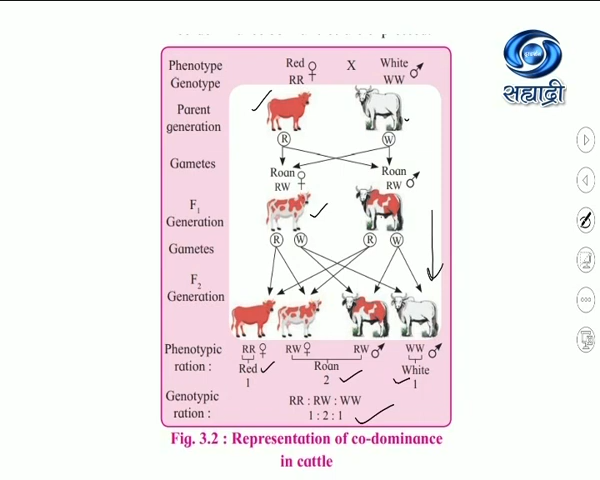 Phenotype Red ♀ X White ♂
Genotype RR WW
Parent
generation
R W
Gametes
Roan ♀ Roan
RW RW ♂
F1
Generation
Gametes R W R W
F2
Generation
Phenotypic RR ♀ RW ♀ RW ♂ WW ♂
ration : Red Roan White
1 2 1
Genotypic RR : RW : WW
ration : 1 : 2 : 1
Fig. 3.2 : Representation of co-dominance
in cattle
सह्याद्री